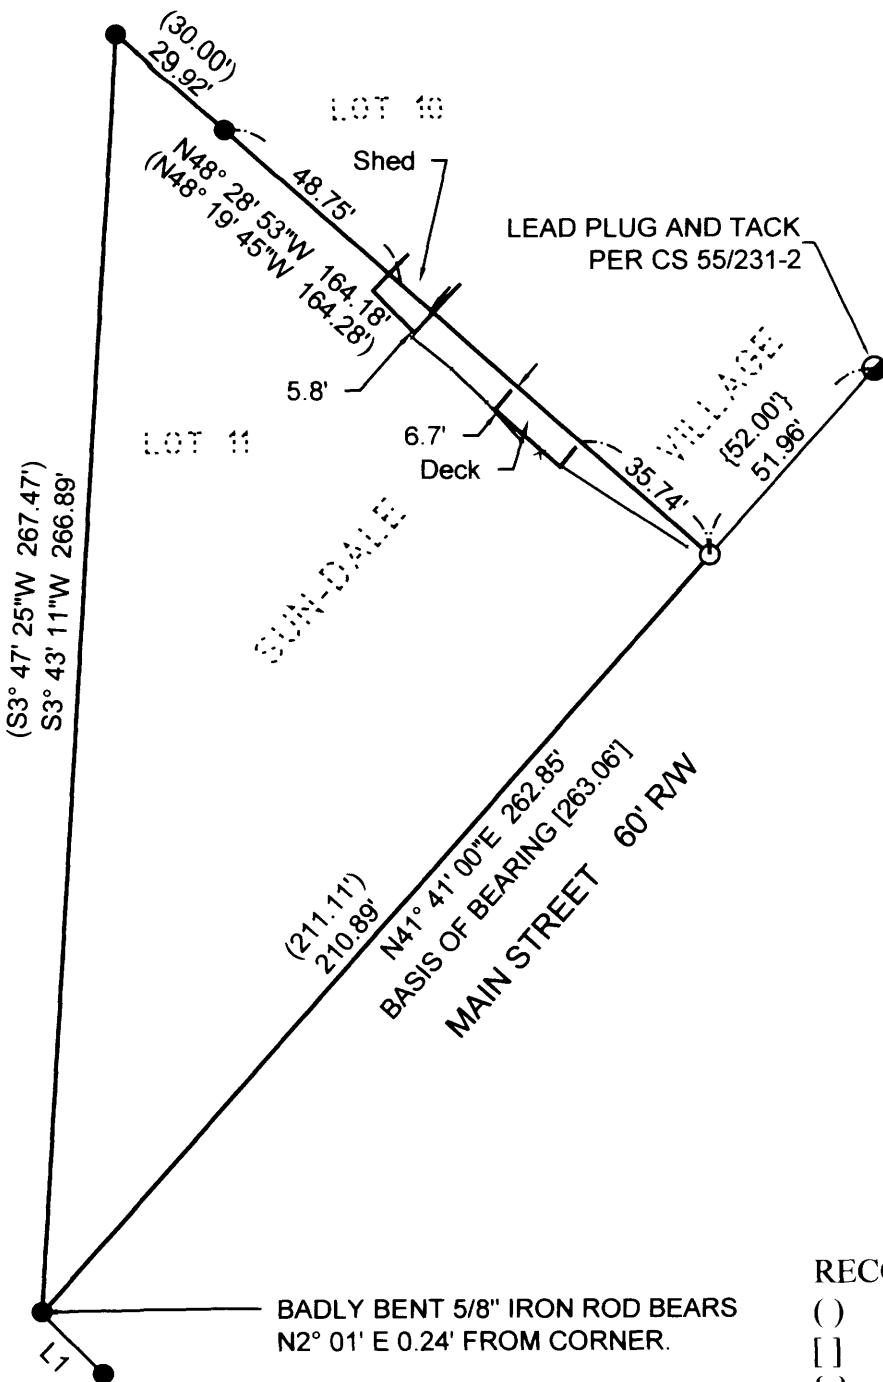 (30.00')
29.92'
LOT 10
Shed
48.75'
N48° 28' 53"W 164.18'
(N48° 19' 45"W 164.28')
LEAD PLUG AND TACK
PER CS 55/231-2
5.8'
VILLAGE
{52.00'}
51.96'
LOT 11
6.7'
Deck
35.74'
SUN-DALE
(S3° 47' 25"W 267.47')
S3° 43' 11"W 266.89'
N41° 41' 00"E 262.85'
BASIS OF BEARING [263.06']
MAIN STREET 60' R/W
(211.11')
210.89'
BADLY BENT 5/8" IRON ROD BEARS
N2° 01' E 0.24' FROM CORNER.
L1
( )
[ ]